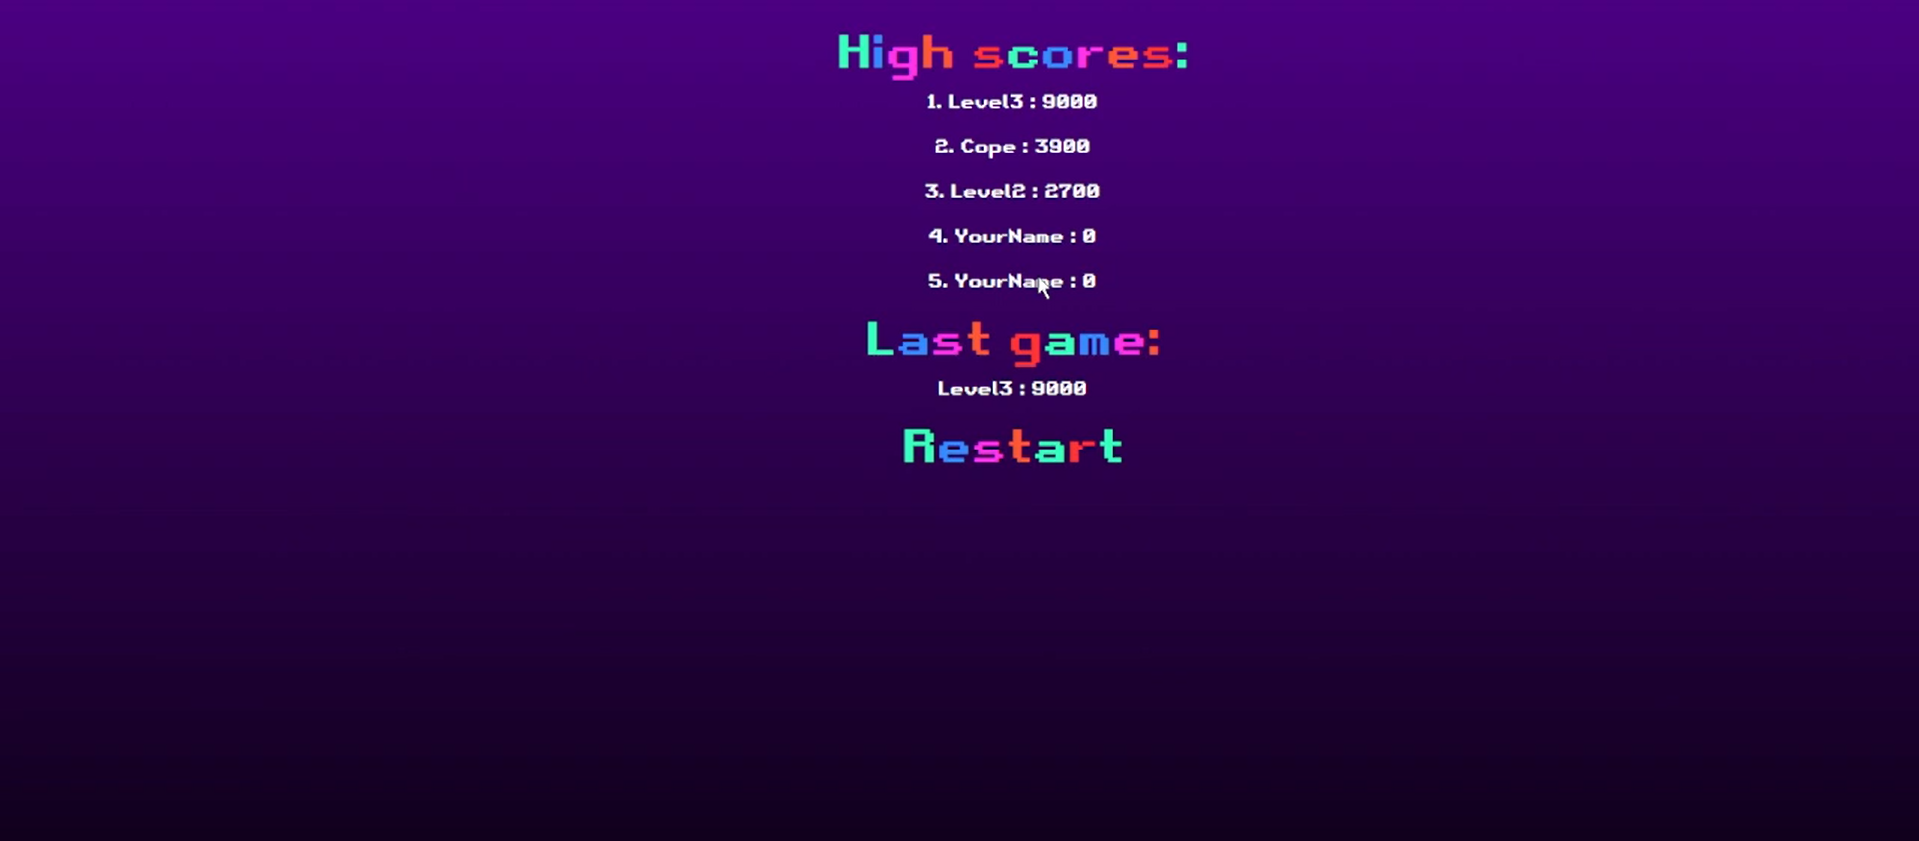 High scores:
1. Level3 : 9000
2. Cope : 3900
3. Level2 : 2700
4. YourName : 0
5. YourName : 0
Last game:
Level3 : 9000
Restart